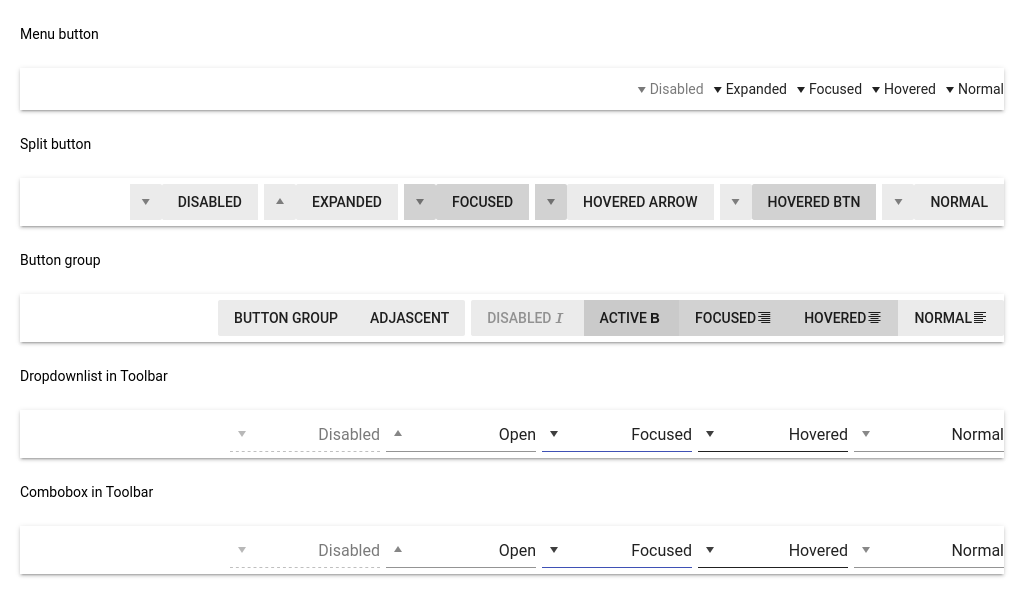 Menu button
Disabled Expanded Focused Hovered Normal
Split button
DISABLED EXPANDED FOCUSED HOVERED ARROW HOVERED BTN NORMAL
Button group
BUTTON GROUP ADJASCENT DISABLED I ACTIVE B FOCUSED HOVERED NORMAL
Dropdownlist in Toolbar
Disabled Open Focused Hovered Normal
Combobox in Toolbar
Disabled Open Focused Hovered Normal